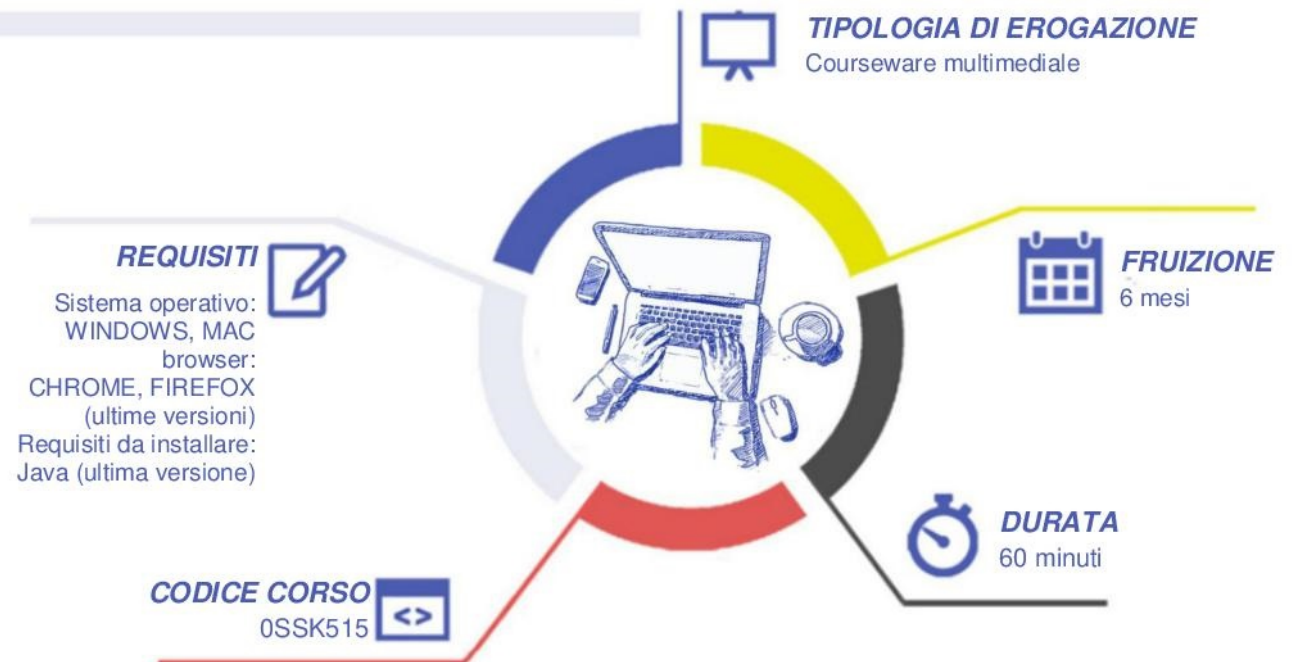 TIPOLOGIA DI EROGAZIONE
Courseware multimediale
REQUISITI
Sistema operativo:
WINDOWS, MAC
browser:
CHROME, FIREFOX
(ultime versioni)
Requisiti da installare:
Java (ultima versione)
FRUIZIONE
6 mesi
DURATA
60 minuti
CODICE CORSO
0SSK515